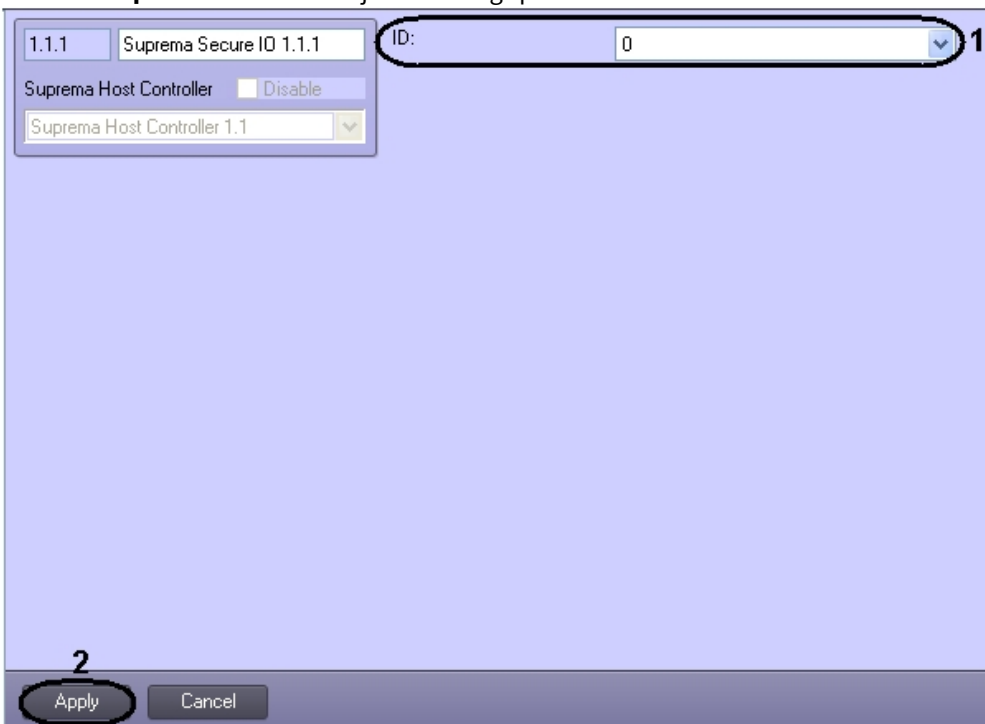 1.1.1 Suprema Secure IO 1.1.1
ID: 0 1
Suprema Host Controller Disable
Suprema Host Controller 1.1
2
Apply Cancel